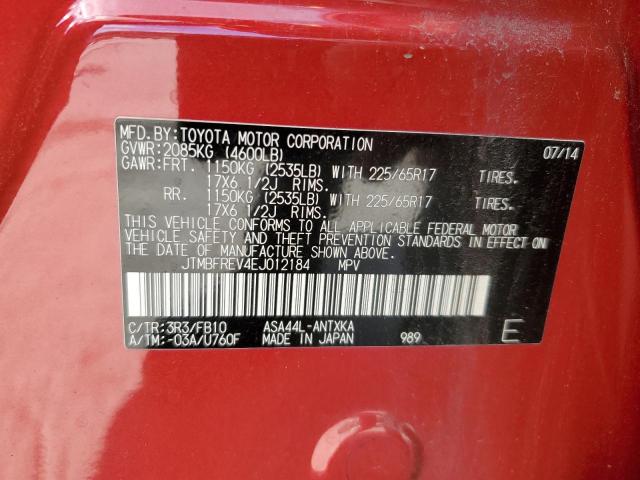 MFD.BY:TOYOTA MOTOR CORPORATION 07/14
GVWR:2085KG (4600LB)
GAWR:FRT. 1150KG (2535LB) WITH 225/65R17 TIRES.
17X6 1/2J RIMS.
RR. 1150KG (2535LB) WITH 225/65R17 TIRES.
17X6 1/2J RIMS.
THIS VEHICLE CONFORMS TO ALL APPLICABLE FEDERAL MOTOR
VEHICLE SAFETY AND THEFT PREVENTION STANDARDS IN EFFECT ON
THE DATE OF MANUFACTURE SHOWN ABOVE.
JTMBFREV4EJ012184 MPV
C/TR:3R3/FB10 ASA44L-ANTXKA
A/TM:-03A/U760F MADE IN JAPAN 989 E